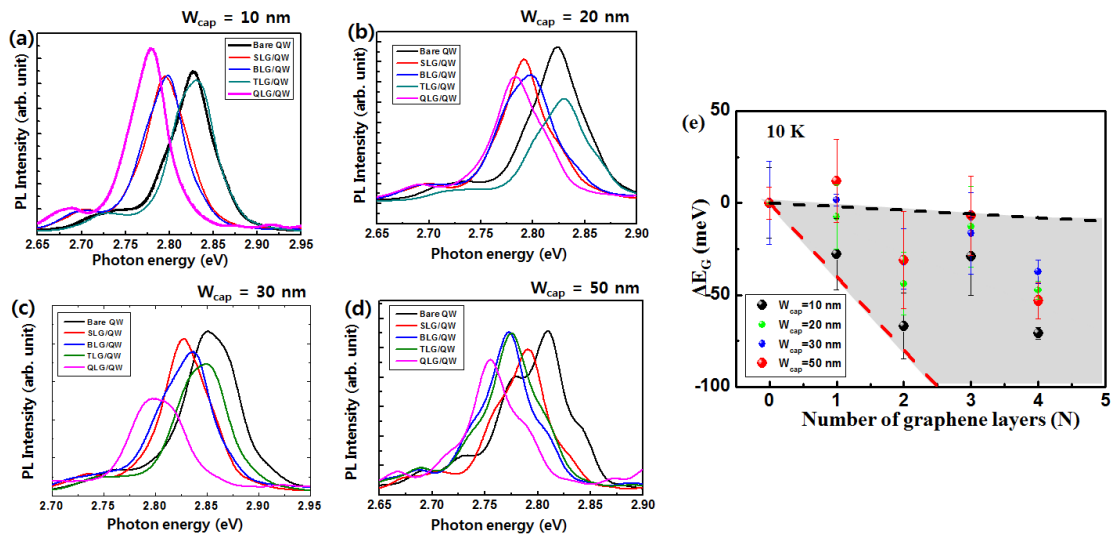 W_cap = 10 nm
(a)
Bare QW
SLG/QW
BLG/QW
TLG/QW
QLG/QW
PL Intensity (arb. unit)
2.65 2.70 2.75 2.80 2.85 2.90 2.95
Photon energy (eV)
W_cap = 20 nm
(b)
Bare QW
SLG/QW
BLG/QW
TLG/QW
QLG/QW
PL Intensity (arb. unit)
2.65 2.70 2.75 2.80 2.85 2.90
Photon energy (eV)
W_cap = 30 nm
(c)
Bare QW
SLG/QW
BLG/QW
TLG/QW
QLG/QW
PL Intensity (arb. unit)
2.70 2.75 2.80 2.85 2.90 2.95
Photon energy (eV)
W_cap = 50 nm
(d)
Bare QW
SLG/QW
BLG/QW
TLG/QW
QLG/QW
PL Intensity (arb. unit)
2.65 2.70 2.75 2.80 2.85 2.90
Photon energy (eV)
(e)
10 K
50
0
-50
-100
ΔE_G (meV)
W_cap=10 nm
W_cap=20 nm
W_cap=30 nm
W_cap=50 nm
0 1 2 3 4 5
Number of graphene layers (N)